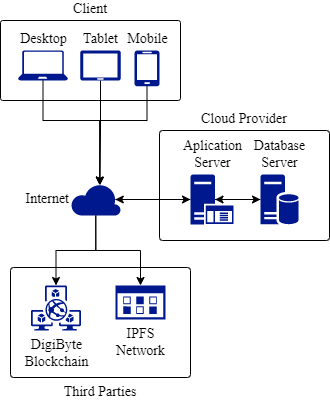 Client
Desktop Tablet Mobile
Cloud Provider
Aplication Database
Server Server
Internet
DigiByte IPFS
Blockchain Network
Third Parties